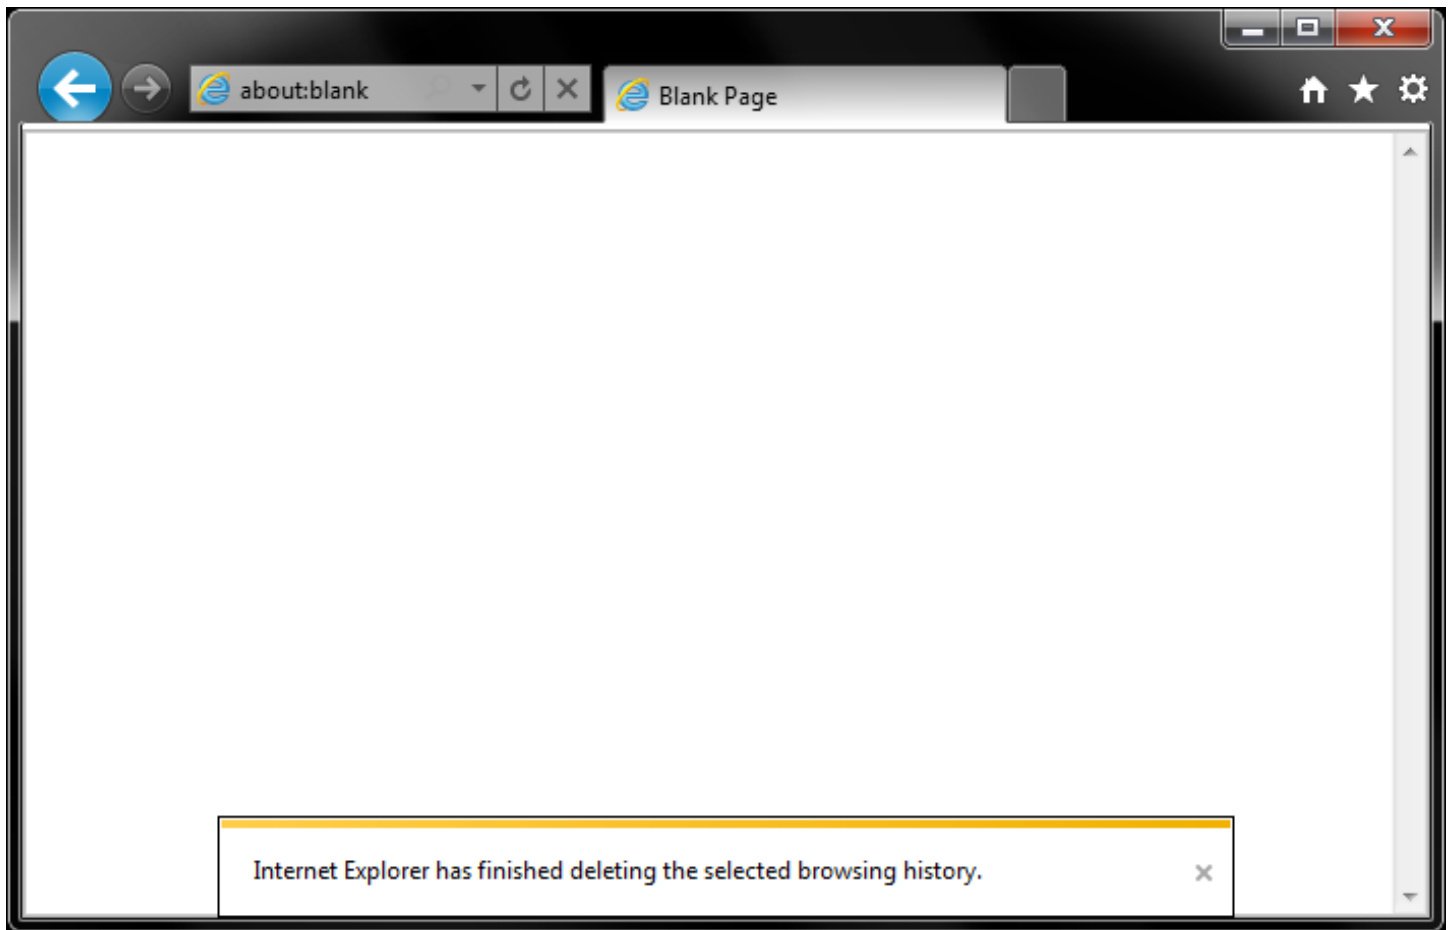 about:blank
Blank Page
Internet Explorer has finished deleting the selected browsing history.